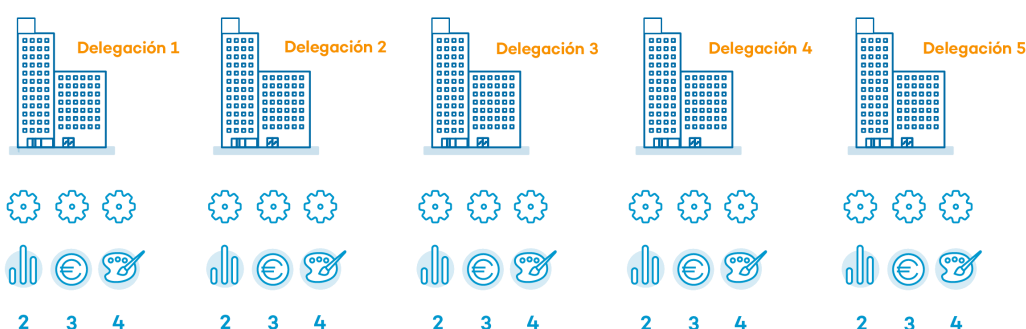 Delegación 1
Delegación 2
Delegación 3
Delegación 4
Delegación 5
€ € € € €
2 3 4 2 3 4 2 3 4 2 3 4 2 3 4